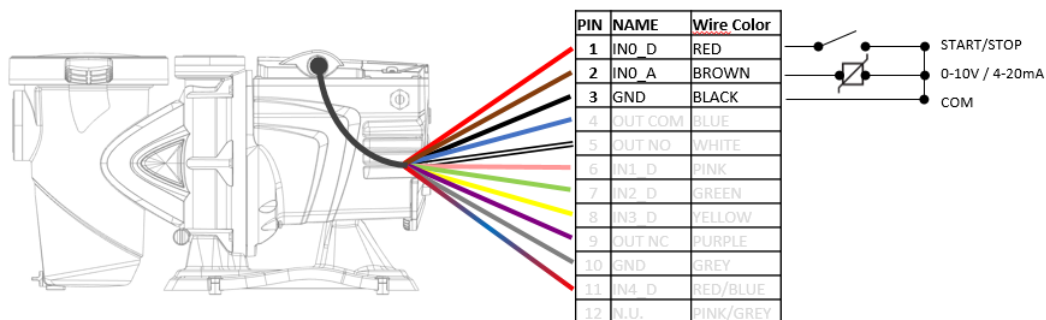 PIN NAME Wire Color
1 IN0_D RED
2 IN0_A BROWN
3 GND BLACK
4 OUT COM BLUE
5 OUT NO WHITE
6 IN1_D PINK
7 IN2_D GREEN
8 IN3_D YELLOW
9 OUT NC PURPLE
10 GND GREY
11 IN4_D RED/BLUE
12 N.U. PINK/GREY
START/STOP
0-10V / 4-20mA
COM